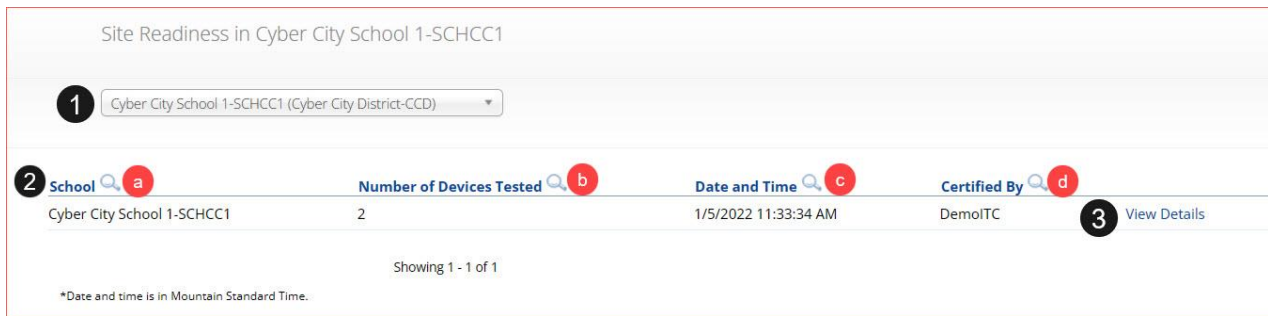 Site Readiness in Cyber City School 1-SCHCC1
1 Cyber City School 1-SCHCC1 (Cyber City District-CCD)
2 School a Number of Devices Tested b Date and Time c Certified By d
Cyber City School 1-SCHCC1 2 1/5/2022 11:33:34 AM DemoITC 3 View Details
Showing 1 - 1 of 1
*Date and time is in Mountain Standard Time.